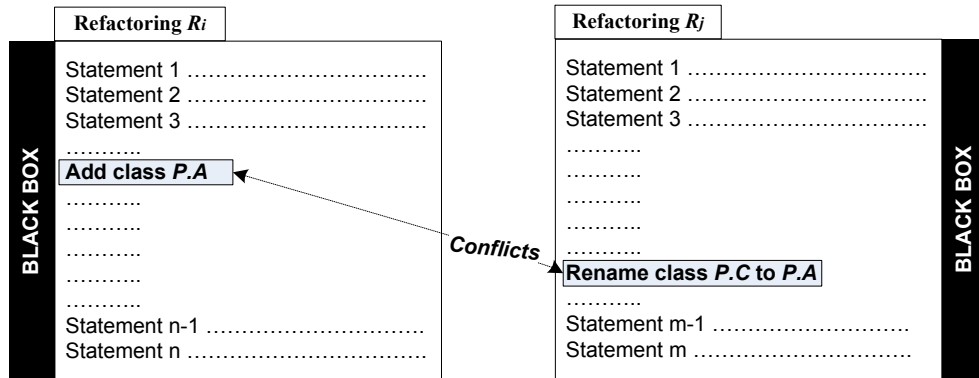 Refactoring Ri
BLACK BOX
Statement 1 ……………………………
Statement 2 ……………………………
Statement 3 ……………………………
………..
Add class P.A
………..
………..
………..
………..
………..
Statement n-1 ………………………..
Statement n …………………………..
Conflicts
Refactoring Rj
Statement 1 ……………………………
Statement 2 ……………………………
Statement 3 ……………………………
………..
………..
………..
………..
………..
Rename class P.C to P.A
………..
Statement m-1 ………………………..
Statement m …………………………..
BLACK BOX